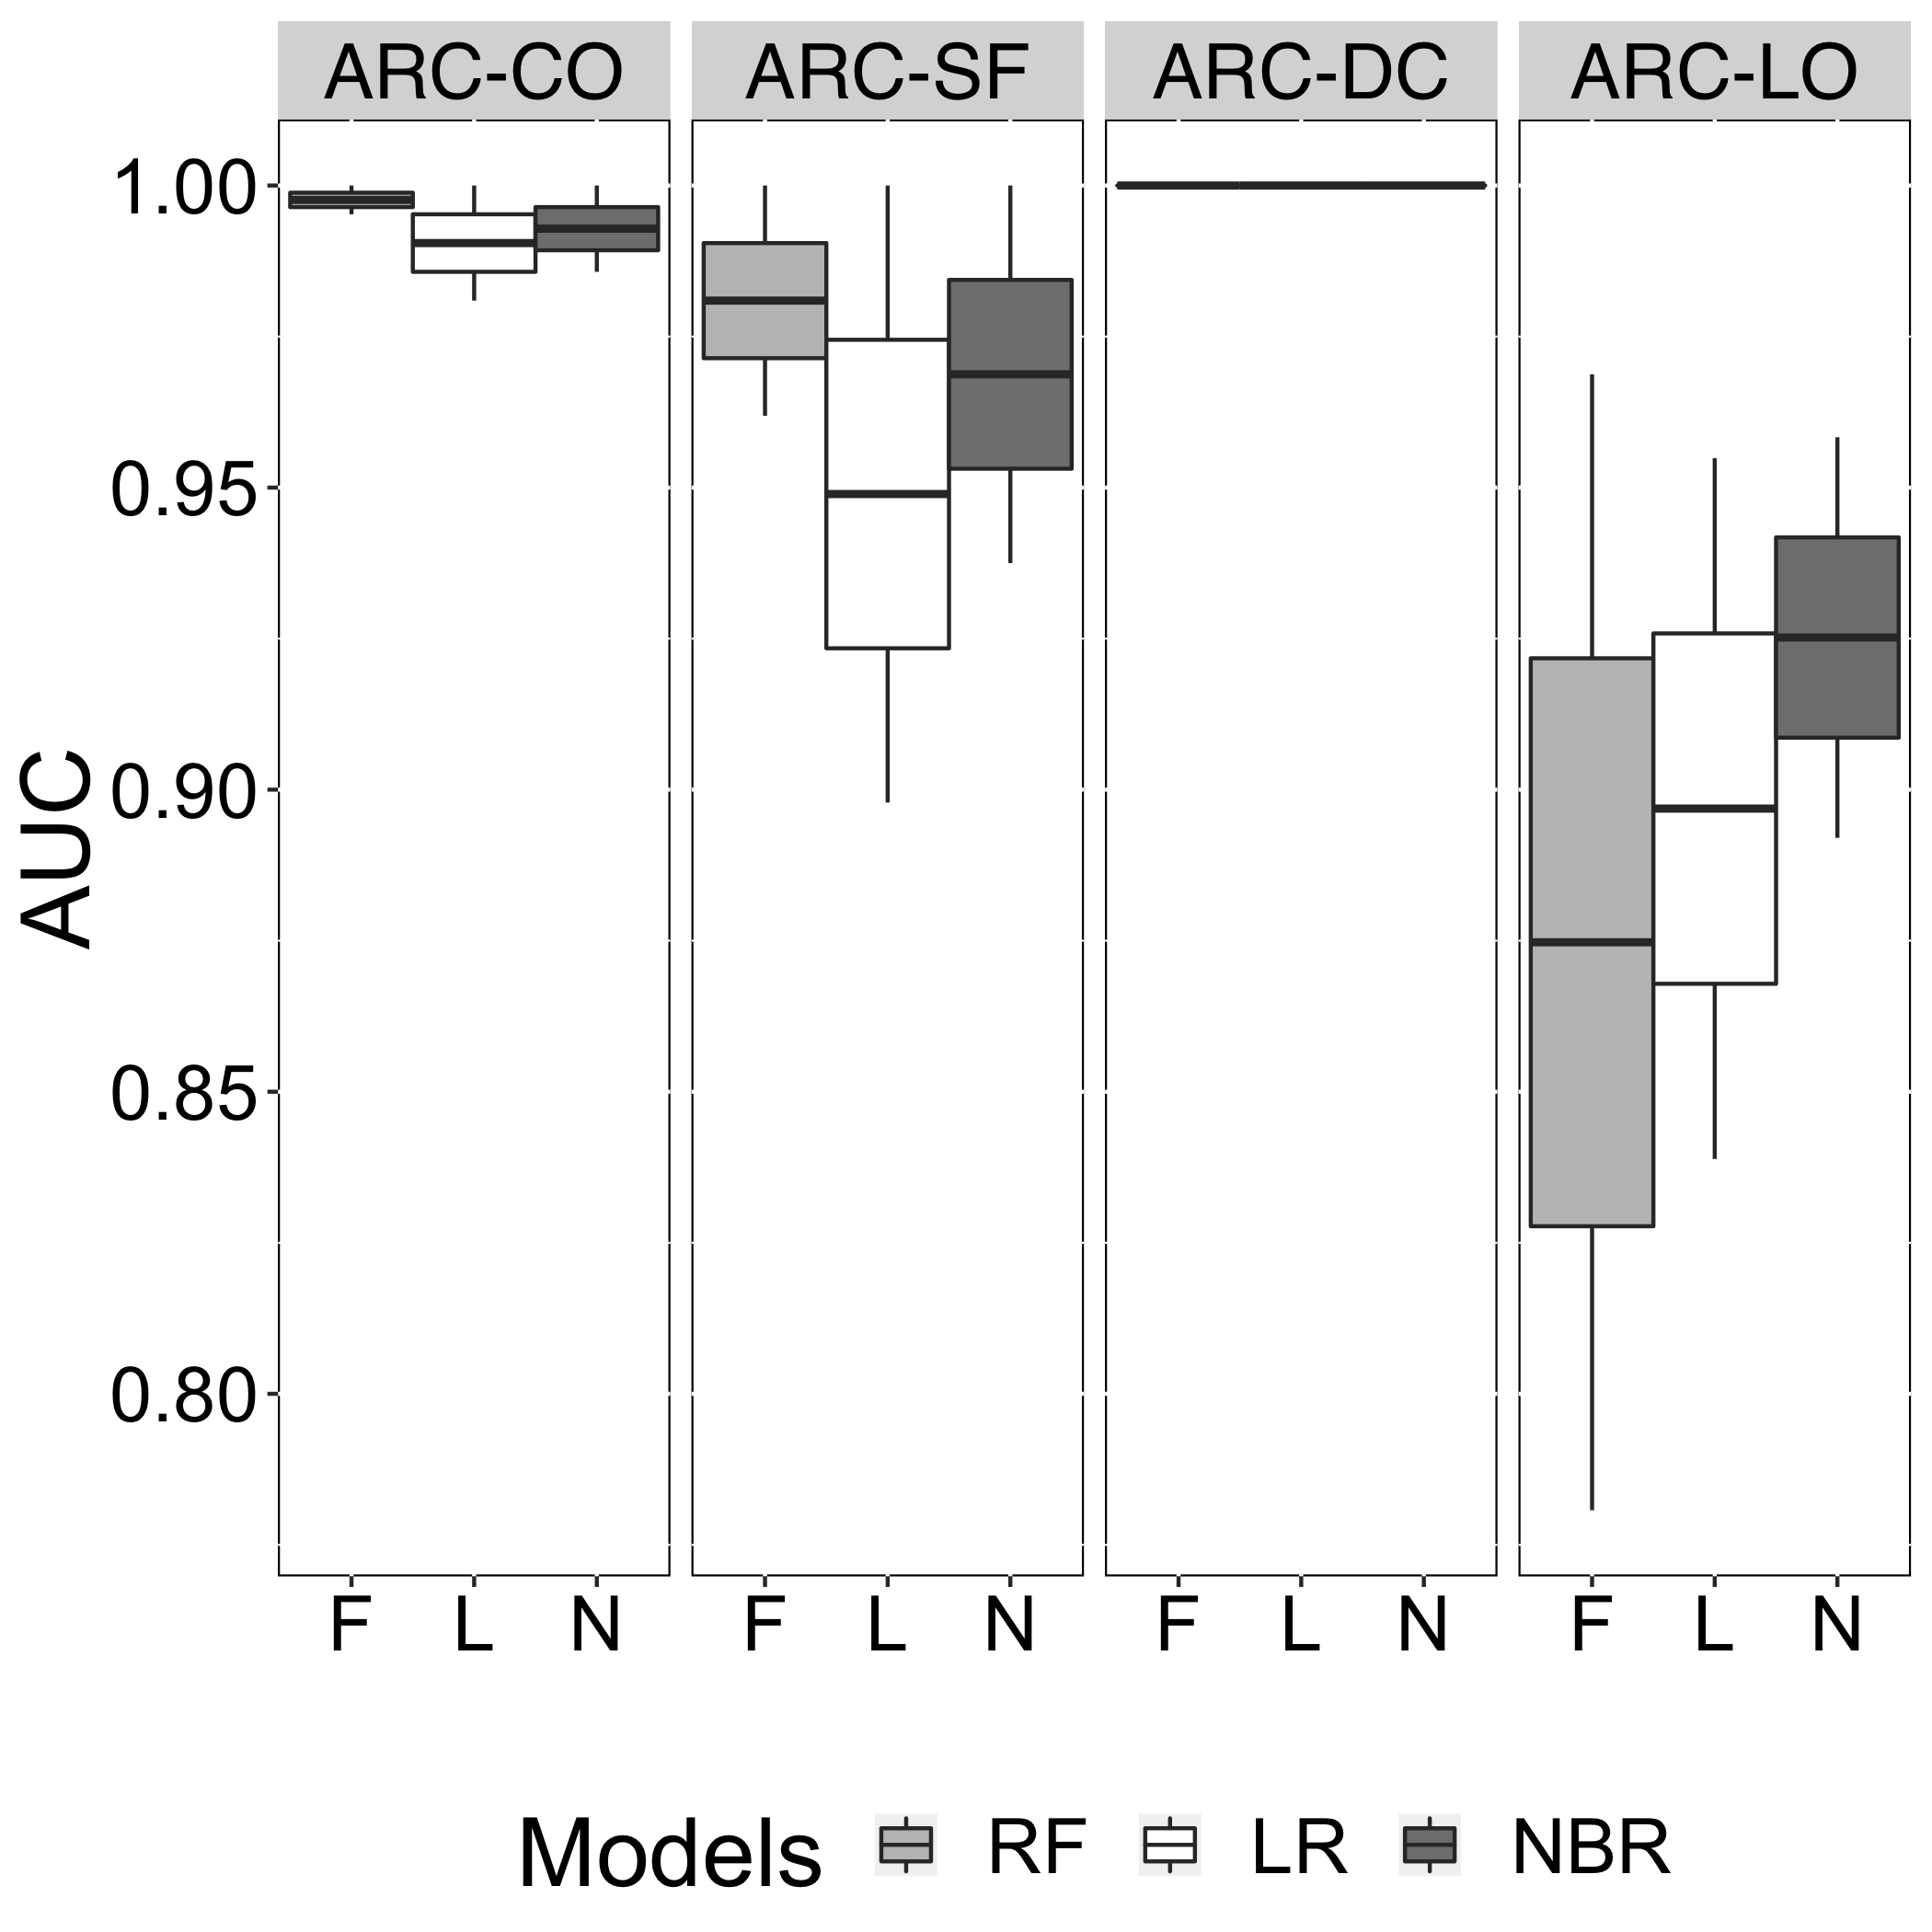 ARC-CO ARC-SF ARC-DC ARC-LO
1.00
0.95
0.90
0.85
0.80
AUC
F L N F L N F L N F L N
Models RF LR NBR